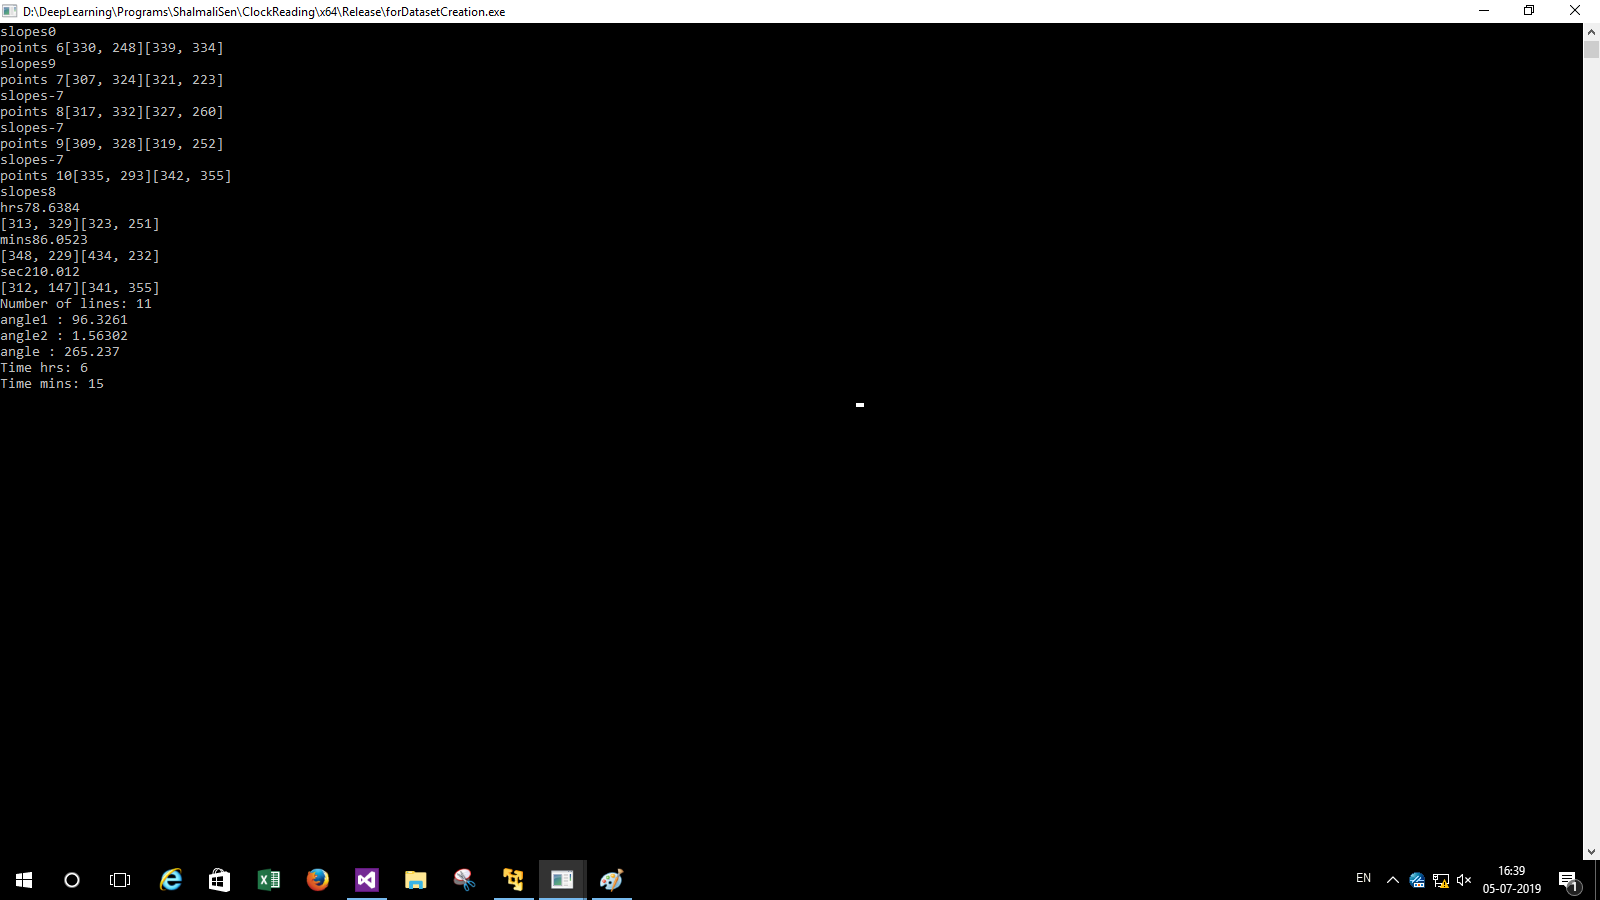 D:\DeepLearning\Programs\ShalmaliSen\ClockReading\x64\Release\forDatasetCreation.exe
slopes0
points 6[330, 248][339, 334]
slopes9
points 7[307, 324][321, 223]
slopes-7
points 8[317, 332][327, 260]
slopes-7
points 9[309, 328][319, 252]
slopes-7
points 10[335, 293][342, 355]
slopes8
hrs78.6384
[313, 329][323, 251]
mins86.0523
[348, 229][434, 232]
sec210.012
[312, 147][341, 355]
Number of lines: 11
angle1 : 96.3261
angle2 : 1.56302
angle : 265.237
Time hrs: 6
Time mins: 15
EN
16:39
05-07-2019
1